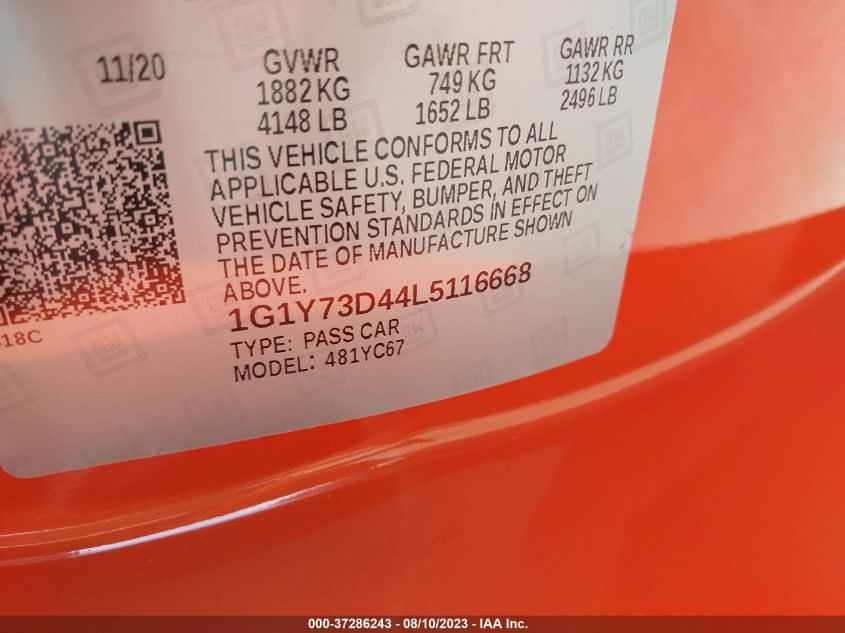 11/20 GVWR GAWR FRT GAWR RR
1882 KG 749 KG 1132 KG
4148 LB 1652 LB 2496 LB
THIS VEHICLE CONFORMS TO ALL
APPLICABLE U.S. FEDERAL MOTOR
VEHICLE SAFETY, BUMPER, AND THEFT
PREVENTION STANDARDS IN EFFECT ON
THE DATE OF MANUFACTURE SHOWN
ABOVE.
1G1Y73D44L5116668
TYPE: PASS CAR
MODEL: 481YC67
18C
000-37286243 - 08/10/2023 - IAA Inc.